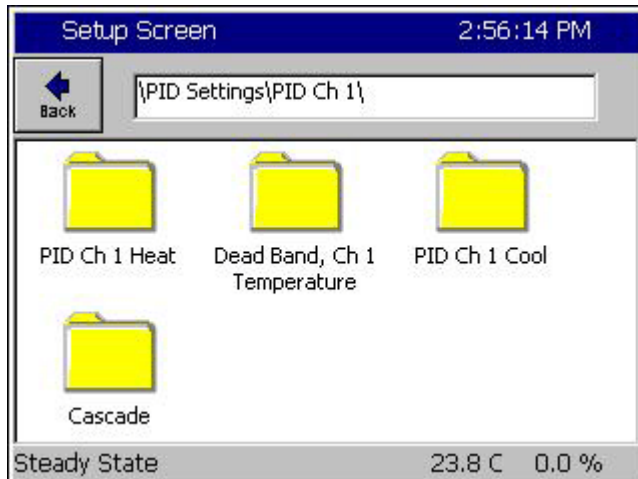 Setup Screen 2:56:14 PM
Back
\PID Settings\PID Ch 1\
PID Ch 1 Heat
Dead Band, Ch 1
Temperature
PID Ch 1 Cool
Cascade
Steady State 23.8 C 0.0 %